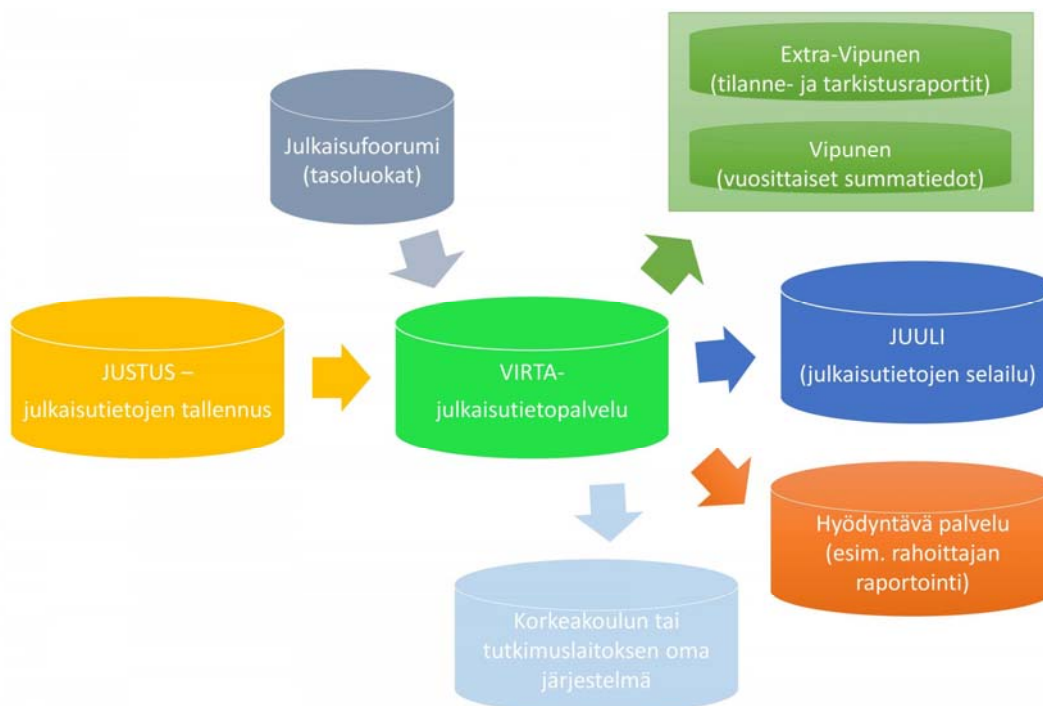 Extra-Vipunen
(tilanne- ja tarkistusraportit)
Vipunen
(vuosittaiset summatiedot)
Julkaisufoorumi
(tasoluokat)
JUSTUS –
julkaisutietojen tallennus
VIRTA-
julkaisutietopalvelu
JUULI
(julkaisutietojen selailu)
Hyödyntävä palvelu
(esim. rahoittajan
raportointi)
Korkeakoulun tai
tutkimuslaitoksen oma
järjestelmä